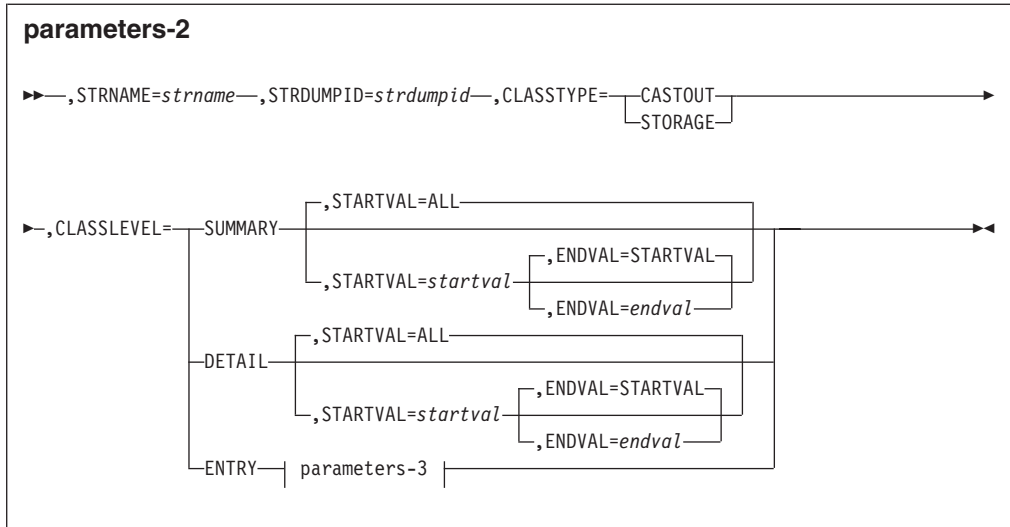 parameters-2
,STRNAME=strname ,STRDUMPID=strdumpid ,CLASSTYPE= CASTOUT
STORAGE
,STARTVAL=ALL
,CLASSLEVEL= SUMMARY
,ENDVAL=STARTVAL
,STARTVAL=startval
,ENDVAL=endval
,STARTVAL=ALL
DETAIL
,ENDVAL=STARTVAL
,STARTVAL=startval
,ENDVAL=endval
ENTRY parameters-3